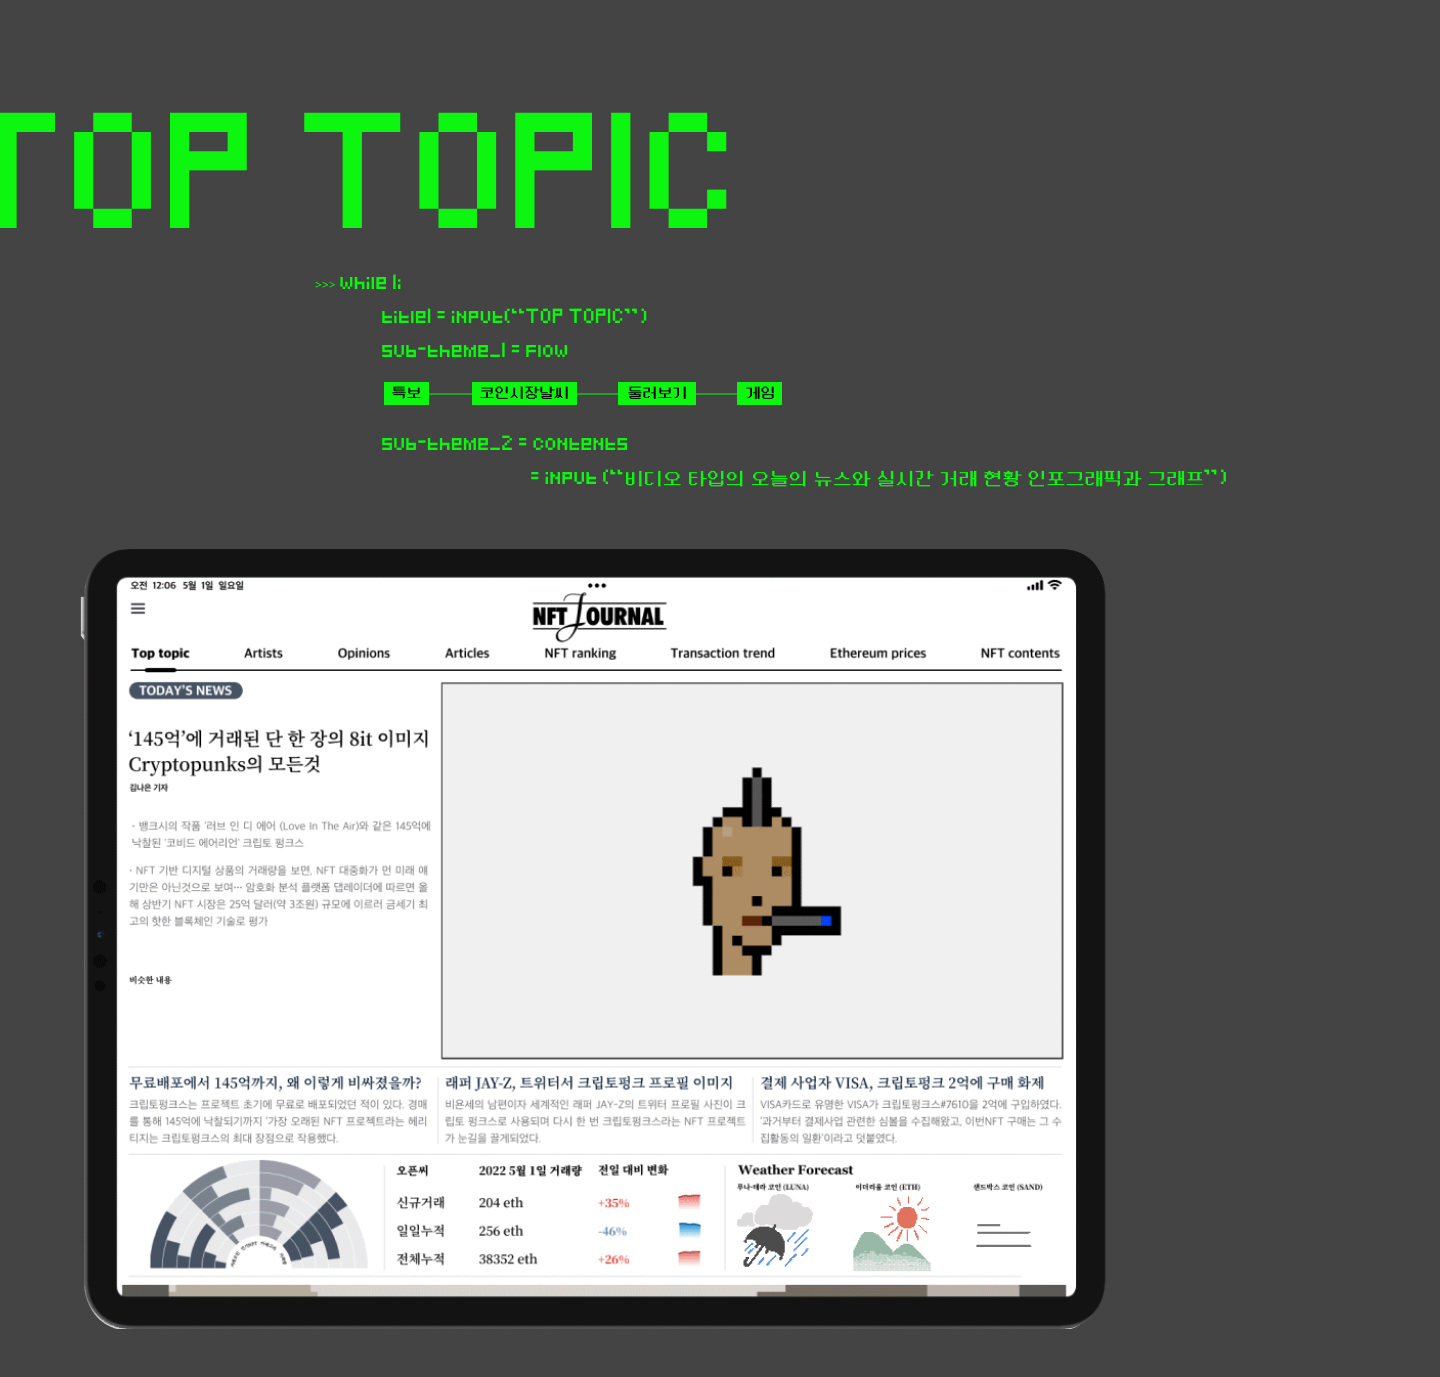 TOP TOPIC
>>> while 1:
title1 = input(“TOP TOPIC”)
sub-theme_1 = Flow
특보 코인시장날씨 둘러보기 게임
sub-theme_2 = contents
= input (“비디오 타입의 오늘의 뉴스와 실시간 거래 현황 인포그래픽과 그래프”)
오전 12:06 5월 1일 일요일
NFT JOURNAL
Top topic Artists Opinions Articles NFT ranking Transaction trend Ethereum prices NFT contents
TODAY'S NEWS
‘145억’에 거래된 단 한 장의 8it 이미지
Cryptopunks의 모든것
김나은 기자
- 뱅크시의 작품 '러브 인 디 에어 (Love In The Air)와 같은 145억에
낙찰된 '코비드 에어리언' 크립토 펑크스
- NFT 기반 디지털 상품의 거래량을 보면, NFT 대중화가 먼 미래 얘
기만은 아닌것으로 보여… 암호화 분석 플랫폼 댑레이더에 따르면 올
해 상반기 NFT 시장은 25억 달러(약 3조원) 규모에 이르러 금세기 최
고의 핫한 블록체인 기술로 평가
비슷한 내용
무료배포에서 145억까지, 왜 이렇게 비싸졌을까?
크립토펑크스는 프로젝트 초기에 무료로 배포되었던 적이 있다. 경매
를 통해 145억에 낙찰되기까지 '가장 오래된 NFT 프로젝트라는 헤리
티지는 크립토펑크스의 최대 장점으로 작용했다.
래퍼 JAY-Z, 트위터서 크립토펑크 프로필 이미지
비욘세의 남편이자 세계적인 래퍼 JAY-Z의 트위터 프로필 사진이 크
립토 펑크스로 사용되며 다시 한 번 크립토펑크스라는 NFT 프로젝트
가 눈길을 끌게되었다.
결제 사업자 VISA, 크립토펑크 2억에 구매 화제
VISA카드로 유명한 VISA가 크립토펑크스#7610을 2억에 구입하였다.
'과거부터 결제사업 관련한 심볼을 수집해왔고, 이번NFT 구매는 그 수
집활동의 일환'이라고 덧붙였다.
오픈씨 2022 5월 1일 거래량 전일 대비 변화
신규거래 204 eth +35%
일일누적 256 eth -46%
전체누적 38352 eth +26%
Weather Forecast
루나-테라 코인 (LUNA) 이더리움 코인 (ETH) 샌드박스 코인 (SAND)